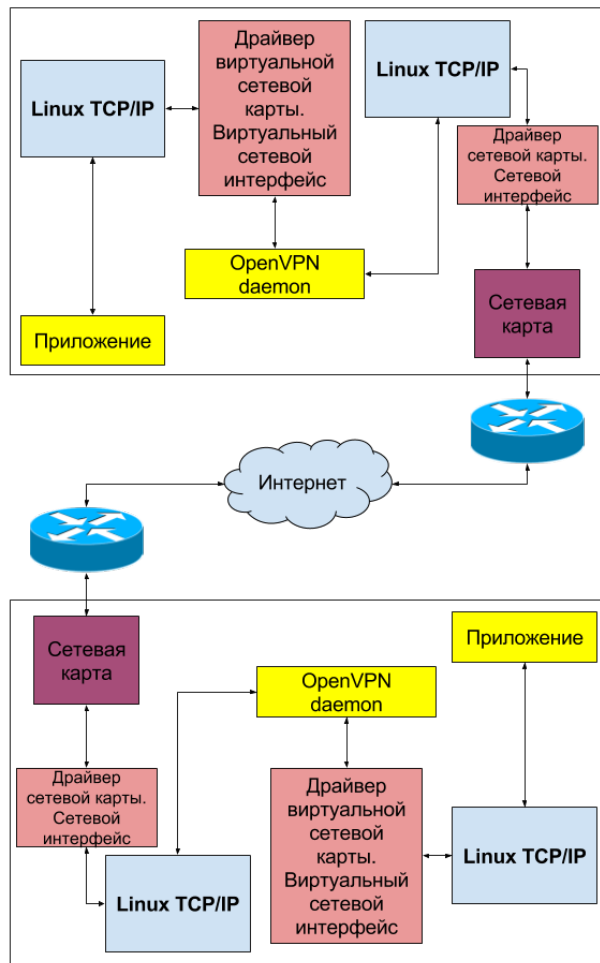 Linux TCP/IP
Драйвер
виртуальной
сетевой
карты.
Виртуальный
сетевой
интерфейс
Linux TCP/IP
Драйвер
сетевой карты.
Сетевой
интерфейс
OpenVPN
daemon
Приложение
Сетевая
карта
Интернет
Сетевая
карта
Приложение
OpenVPN
daemon
Драйвер
сетевой карты.
Сетевой
интерфейс
Драйвер
виртуальной
сетевой
карты.
Виртуальный
сетевой
интерфейс
Linux TCP/IP
Linux TCP/IP